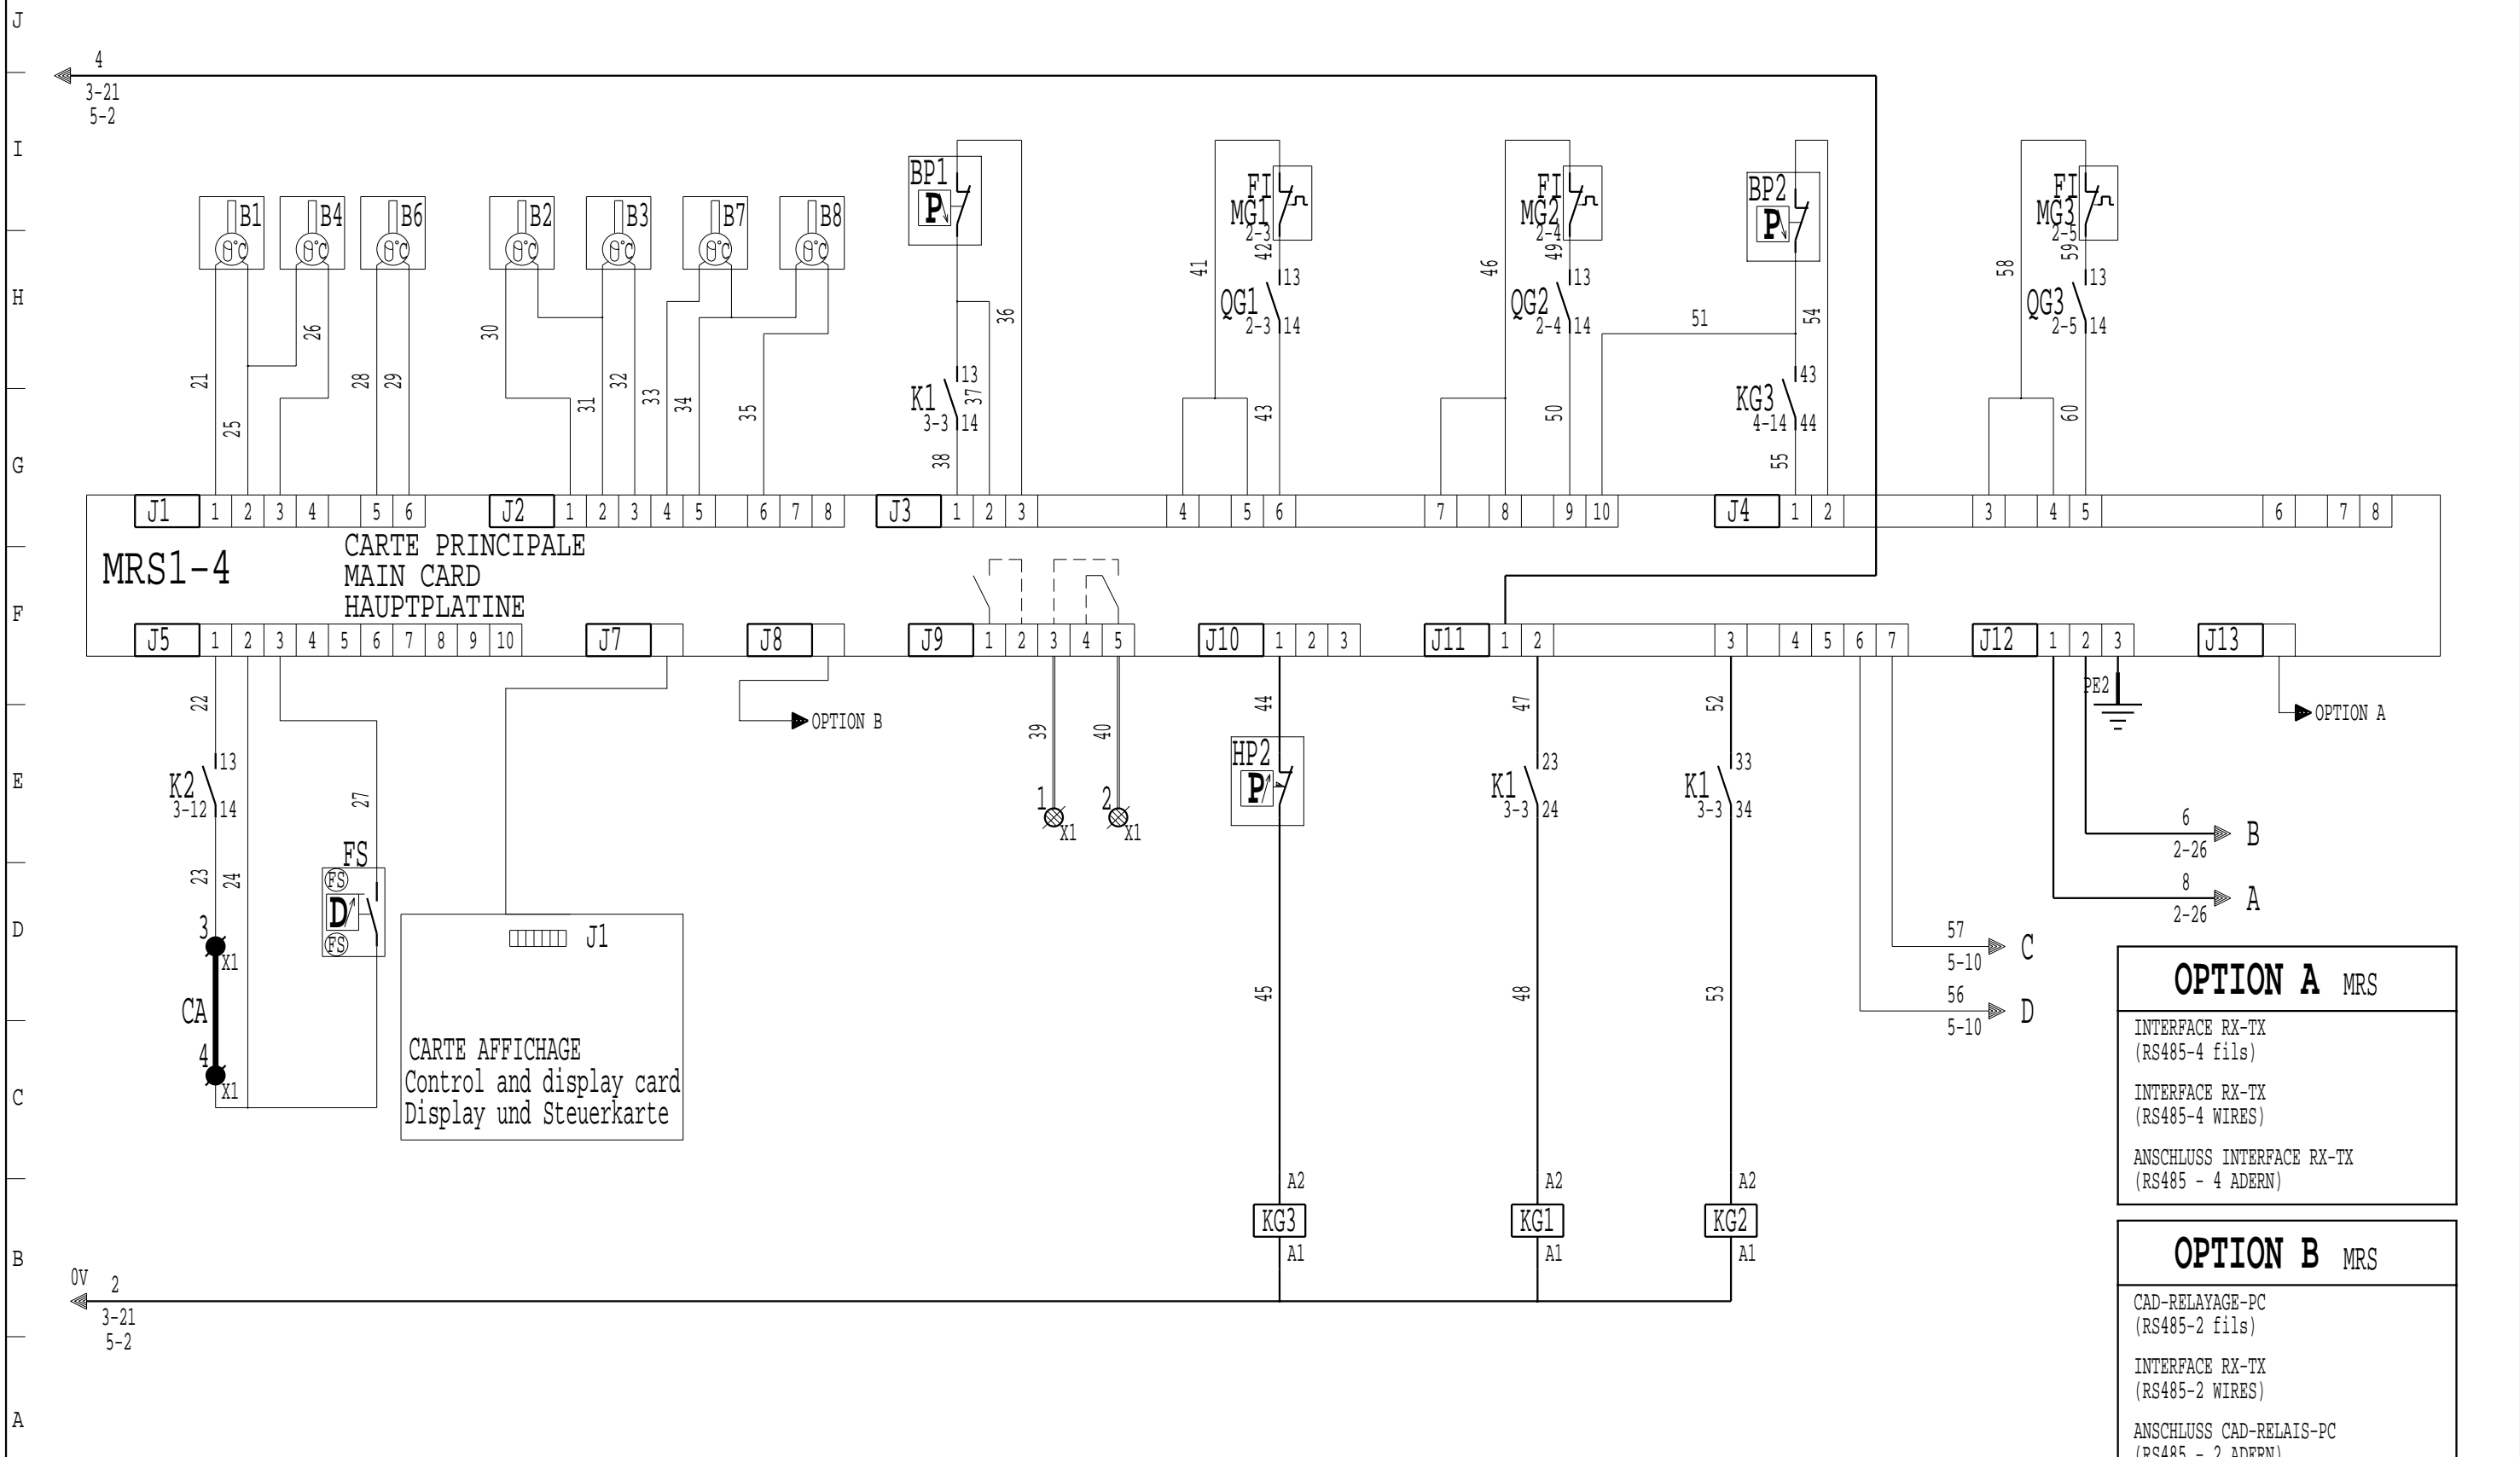 J
4
3-21
5-2
I
BP1
P
FI
MG1
2-3
FI
MG2
2-4
BP2
P
FI
MG3
2-5
B1
B4
B6
B2
B3
B7
B8
θ°C
θ°C
θ°C
θ°C
θ°C
θ°C
θ°C
42
49
59
41
46
58
H
13
QG1
2-3
14
13
QG2
2-4
14
13
QG3
2-5
14
26
30
36
51
54
21
28
29
32
33
31
34
35
25
13
K1
3-3
14
37
43
50
43
KG3
4-14
44
60
38
55
G
J1 1 2 3 4 5 6
J2 1 2 3 4 5 6 7 8
J3 1 2 3 4 5 6 7 8 9 10
J4 1 2 3 4 5 6 7 8
MRS1-4
CARTE PRINCIPALE
MAIN CARD
HAUPTPLATINE
F
J5 1 2 3 4 5 6 7 8 9 10
J7
J8
J9 1 2 3 4 5
J10 1 2 3
J11 1 2 3 4 5 6 7
J12 1 2 3
J13
PE2
22
39
40
44
47
52
OPTION B
OPTION A
E
13
K2
3-12
14
27
1
X1
2
X1
HP2
P
23
K1
3-3
24
33
K1
3-3
34
6
2-26
B
8
2-26
A
23
24
FS
FS
D
FS
D
3
X1
CA
4
X1
J1
CARTE AFFICHAGE
Control and display card
Display und Steuerkarte
45
48
53
57
5-10
C
56
5-10
D
OPTION A MRS
INTERFACE RX-TX
(RS485-4 fils)
INTERFACE RX-TX
(RS485-4 WIRES)
ANSCHLUSS INTERFACE RX-TX
(RS485 - 4 ADERN)
C
A2
KG3
A1
A2
KG1
A1
A2
KG2
A1
B
0V
2
3-21
5-2
OPTION B MRS
CAD-RELAYAGE-PC
(RS485-2 fils)
INTERFACE RX-TX
(RS485-2 WIRES)
ANSCHLUSS CAD-RELAIS-PC
(RS485 - 2 ADERN)
A